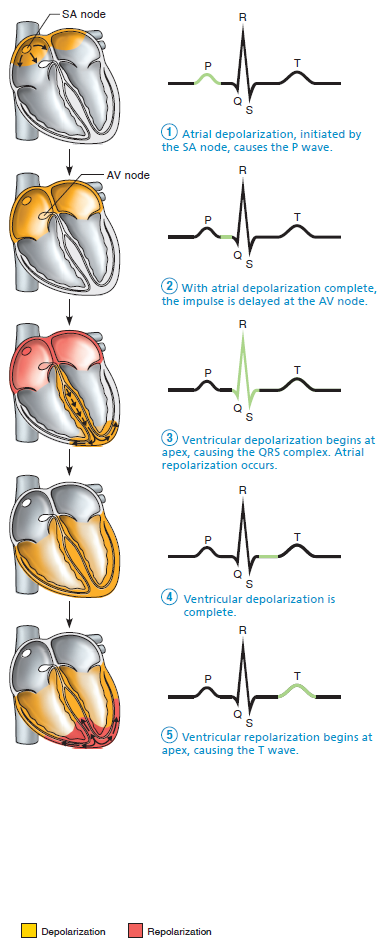 SA node
R
P
T
Q
S
1 Atrial depolarization, initiated by
the SA node, causes the P wave.
AV node
R
P
T
Q
S
2 With atrial depolarization complete,
the impulse is delayed at the AV node.
R
P
T
Q
S
3 Ventricular depolarization begins at
apex, causing the QRS complex. Atrial
repolarization occurs.
R
P
T
Q
S
4 Ventricular depolarization is
complete.
R
P
T
Q
S
5 Ventricular repolarization begins at
apex, causing the T wave.
Depolarization
Repolarization